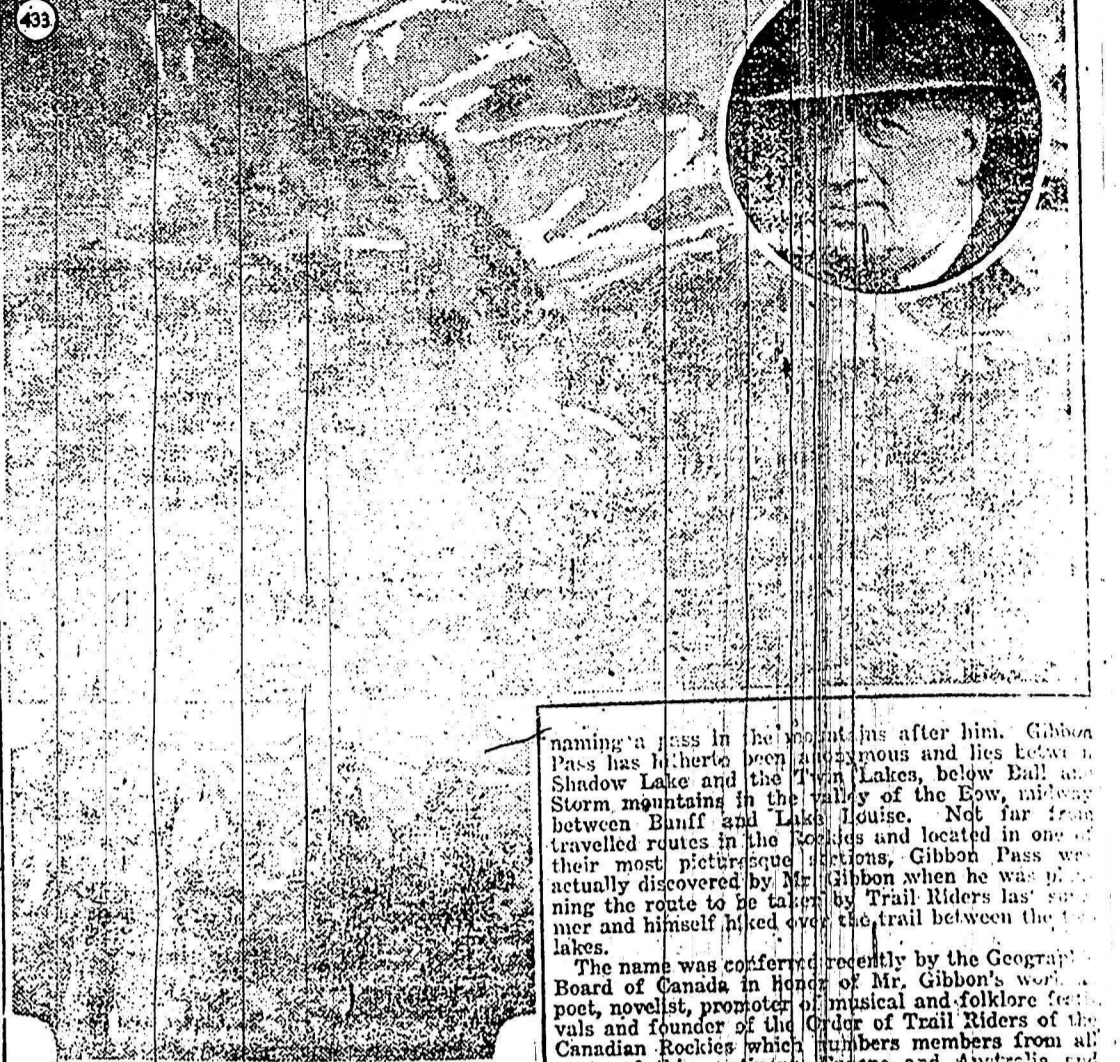 433
naming a pass in the mountains after him. Gibbon
Pass has hitherto been anonymous and lies between
Shadow Lake and the Twin Lakes, below Ball and
Storm mountains in the valley of the Bow, midway
between Banff and Lake Louise. Not far from
travelled routes in the Rockies and located in one of
their most picturesque sections, Gibbon Pass was
actually discovered by Mr. Gibbon when he was plan-
ning the route to be taken by Trail Riders last sum-
mer and himself hiked over the trail between the two
lakes.
The name was conferred recently by the Geographic
Board of Canada in honor of Mr. Gibbon's work
poet, novelist, promoter of musical and folklore festi-
vals and founder of the Order of Trail Riders of the
Canadian Rockies which numbers members from all